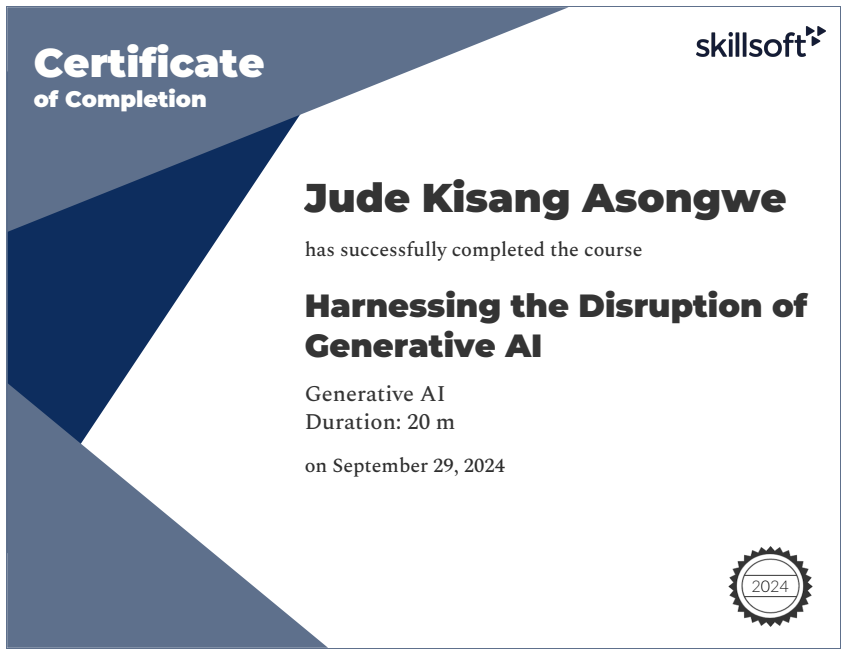 Certificate
of Completion
skillsoft
Jude Kisang Asongwe
has successfully completed the course
Harnessing the Disruption of
Generative AI
Generative AI
Duration: 20 m
on September 29, 2024
2024